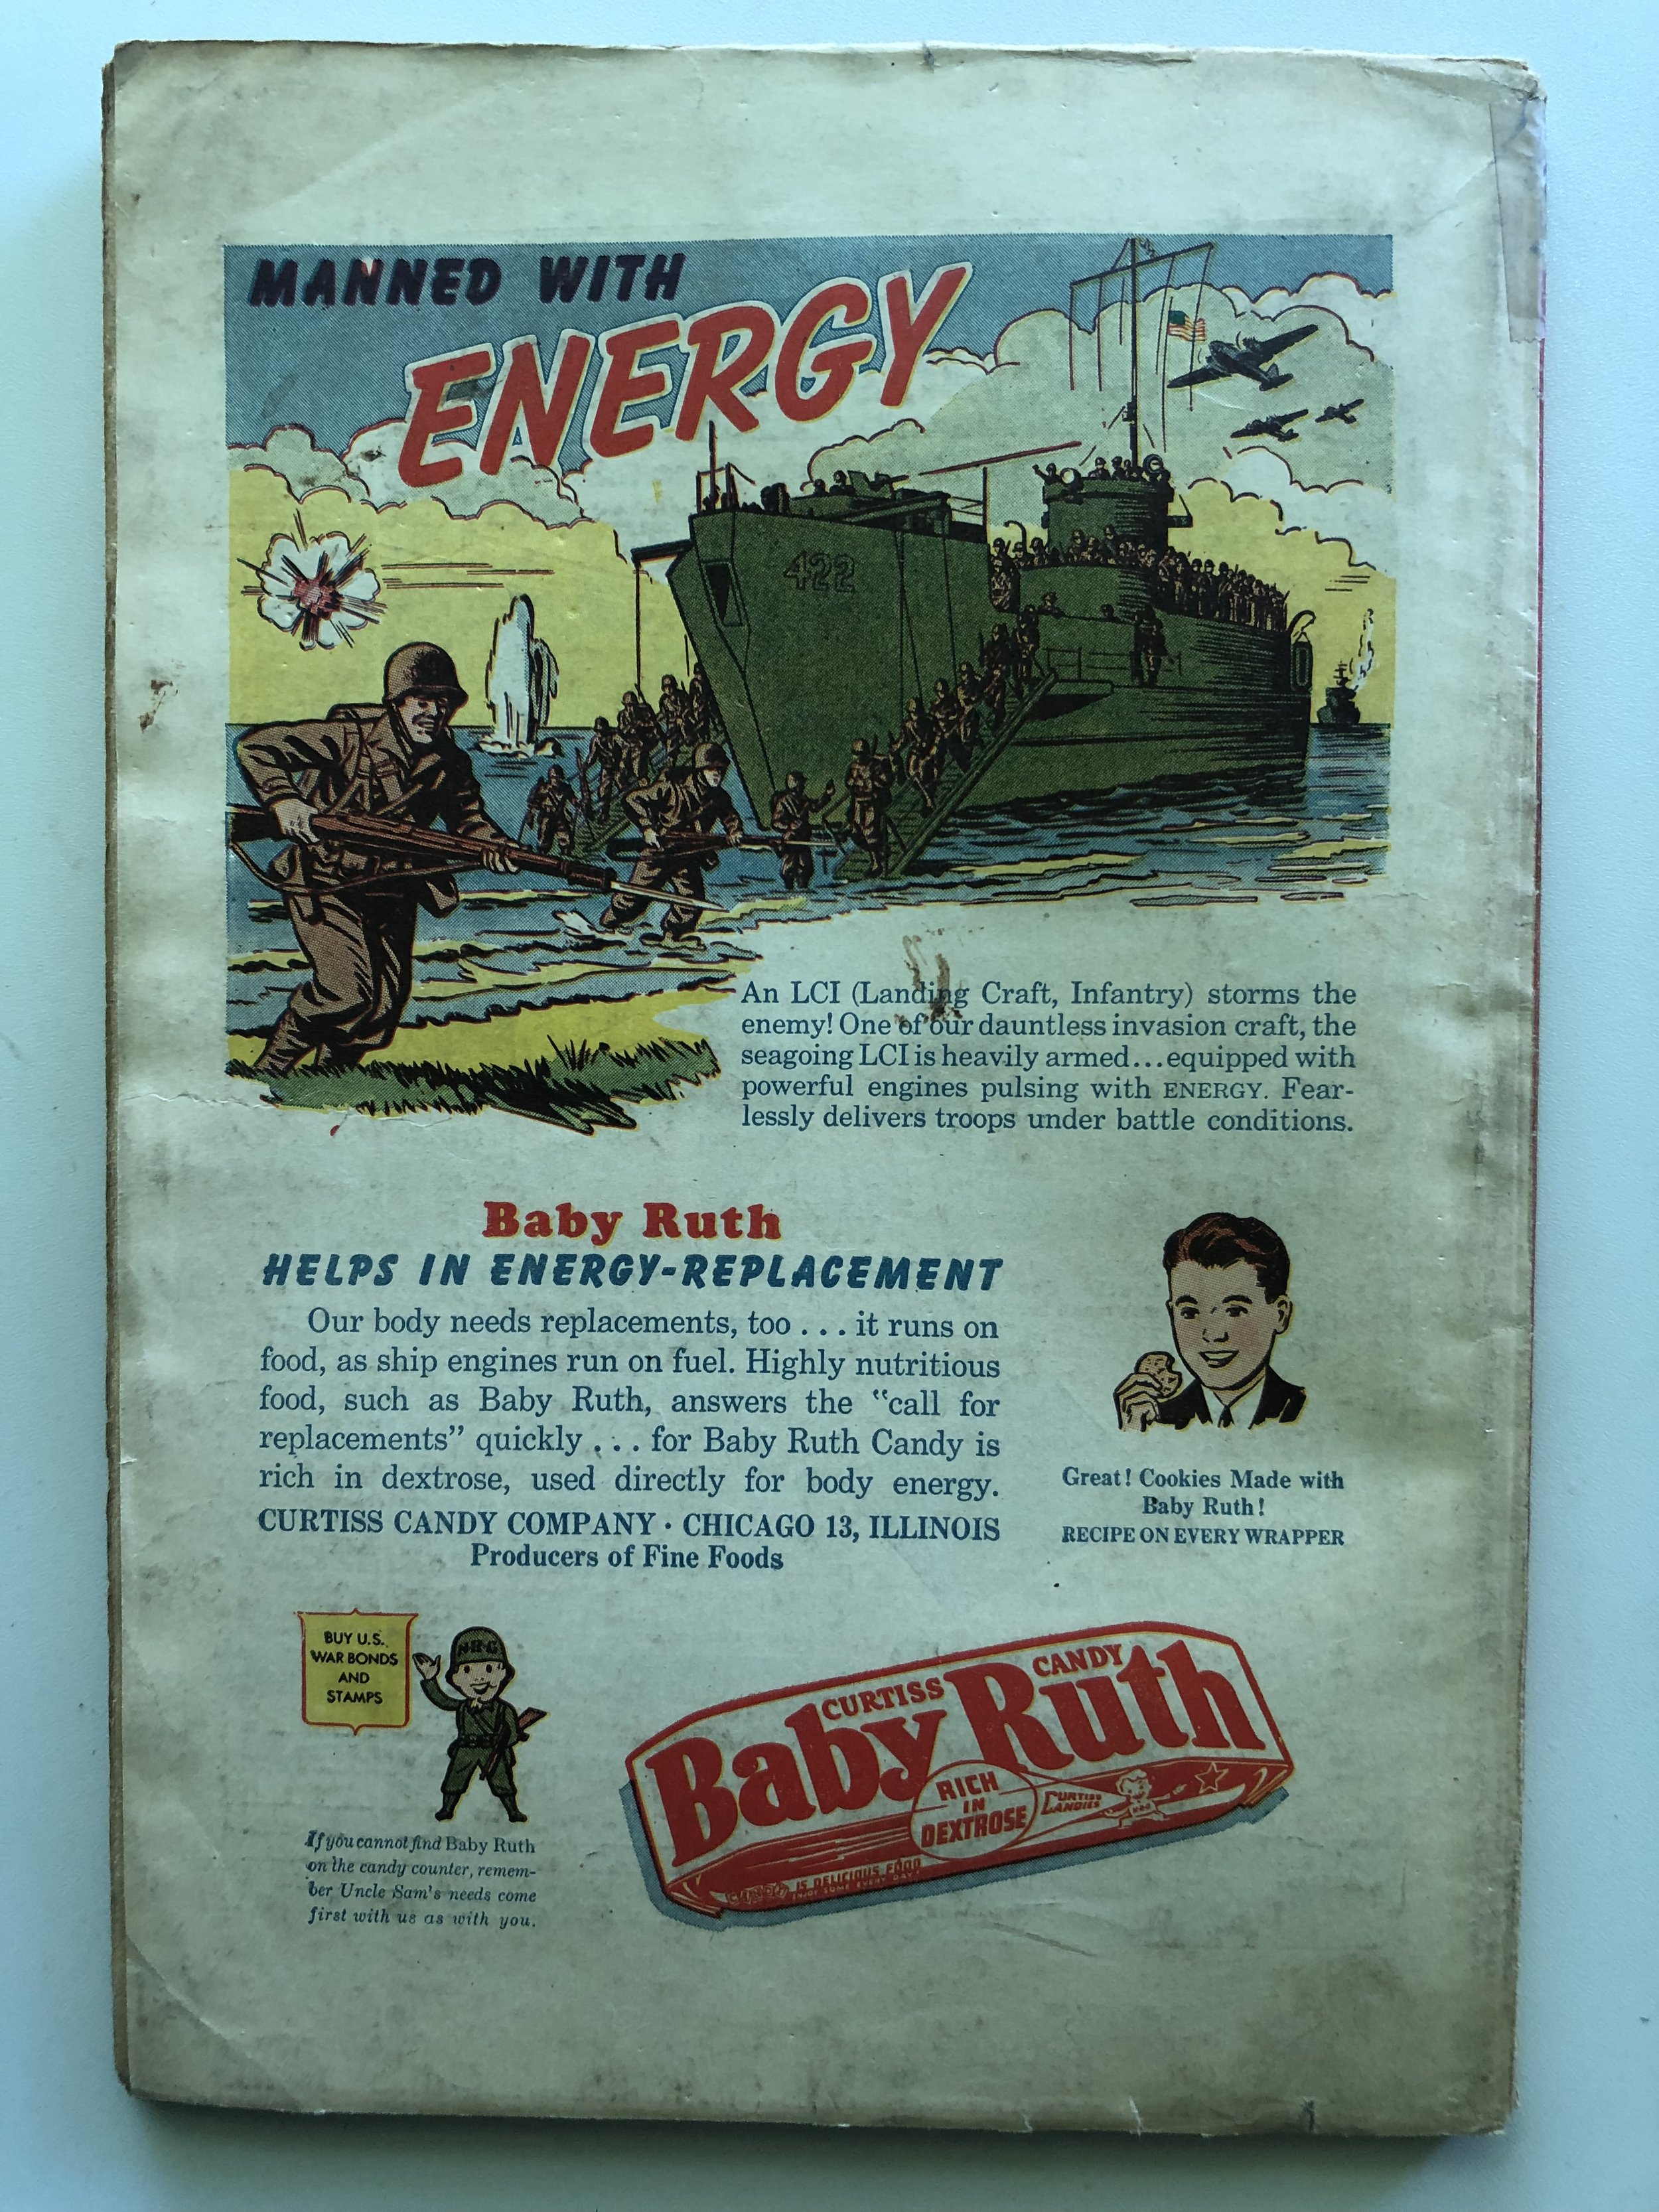 MANNED WITH
ENERGY
422
An LCI (Landing Craft, Infantry) storms the
enemy! One of our dauntless invasion craft, the
seagoing LCI is heavily armed...equipped with
powerful engines pulsing with ENERGY. Fear-
lessly delivers troops under battle conditions.
Baby Ruth
HELPS IN ENERGY-REPLACEMENT
Our body needs replacements, too . . . it runs on
food, as ship engines run on fuel. Highly nutritious
food, such as Baby Ruth, answers the "call for
replacements" quickly . . . for Baby Ruth Candy is
rich in dextrose, used directly for body energy.
CURTISS CANDY COMPANY · CHICAGO 13, ILLINOIS
Producers of Fine Foods
Great! Cookies Made with
Baby Ruth!
RECIPE ON EVERY WRAPPER
BUY U.S.
WAR BONDS
AND
STAMPS
NRG
If you cannot find Baby Ruth
on the candy counter, remem-
ber Uncle Sam's needs come
first with us as with you.
CURTISS CANDY
Baby Ruth
RICH
IN
DEXTROSE
CURTISS
CANDIES
IS DELICIOUS FOOD
ENJOY SOME EVERY DAY